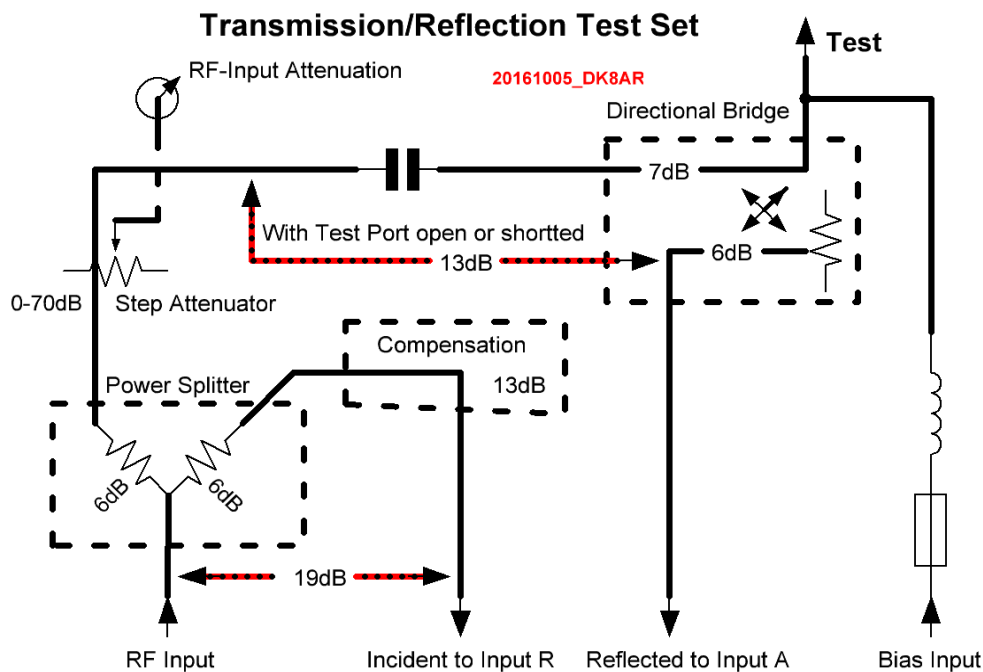 Transmission/Reflection Test Set
Test
RF-Input Attenuation
20161005_DK8AR
Directional Bridge
7dB
With Test Port open or shortted
13dB
6dB
0-70dB
Step Attenuator
Compensation
13dB
Power Splitter
6dB
6dB
19dB
RF Input
Incident to Input R
Reflected to Input A
Bias Input